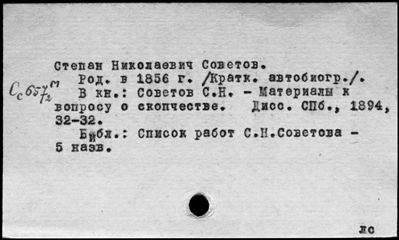 Степан Николаевич Советов.
Род. в 1856 г. /Кратк. автобиогр./.
В кн.: Советов С.Н. - Материалы к
вопросу о скопчестве. Дисс. СПб., 1894,
32-32.
Библ.: Список работ С.Н.Советова -
5 назв.
лс